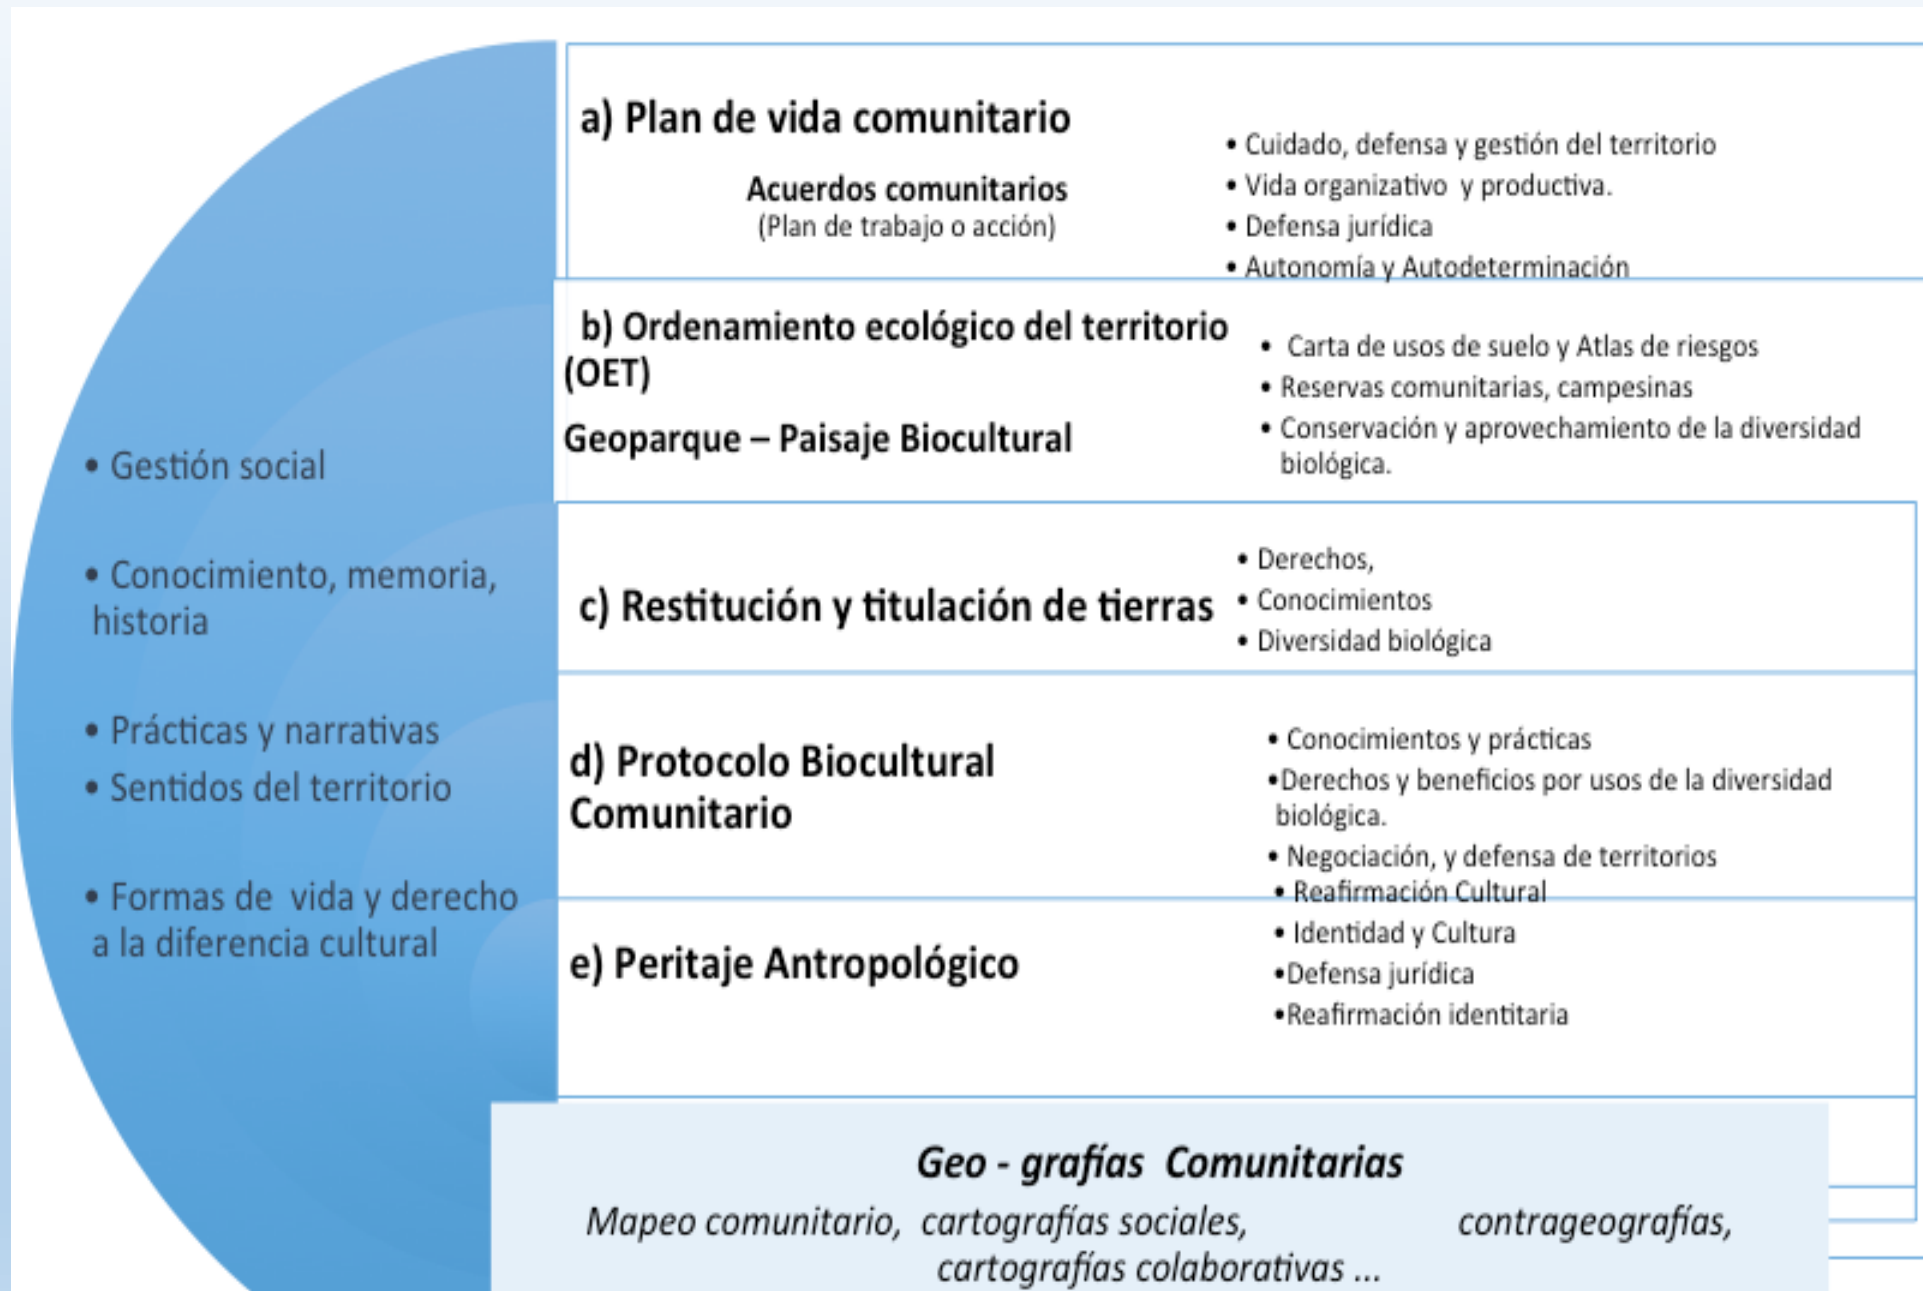 • Gestión social
• Conocimiento, memoria,
historia
• Prácticas y narrativas
• Sentidos del territorio
• Formas de  vida y derecho
a la diferencia cultural
a) Plan de vida comunitario
Acuerdos comunitarios
(Plan de trabajo o acción)
• Cuidado, defensa y gestión del territorio
• Vida organizativo  y productiva.
• Defensa jurídica
• Autonomía y Autodeterminación
b) Ordenamiento ecológico del territorio
(OET)
Geoparque – Paisaje Biocultural
• Carta de usos de suelo y Atlas de riesgos
• Reservas comunitarias, campesinas
• Conservación y aprovechamiento de la diversidad
biológica.
c) Restitución y titulación de tierras
• Derechos,
• Conocimientos
• Diversidad biológica
d) Protocolo Biocultural
Comunitario
• Conocimientos y prácticas
•Derechos y beneficios por usos de la diversidad
biológica.
• Negociación, y defensa de territorios
• Reafirmación Cultural
e) Peritaje Antropológico
• Identidad y Cultura
•Defensa jurídica
•Reafirmación identitaria
Geo - grafías  Comunitarias
Mapeo comunitario,  cartografías sociales, contrageografías,
cartografías colaborativas ...